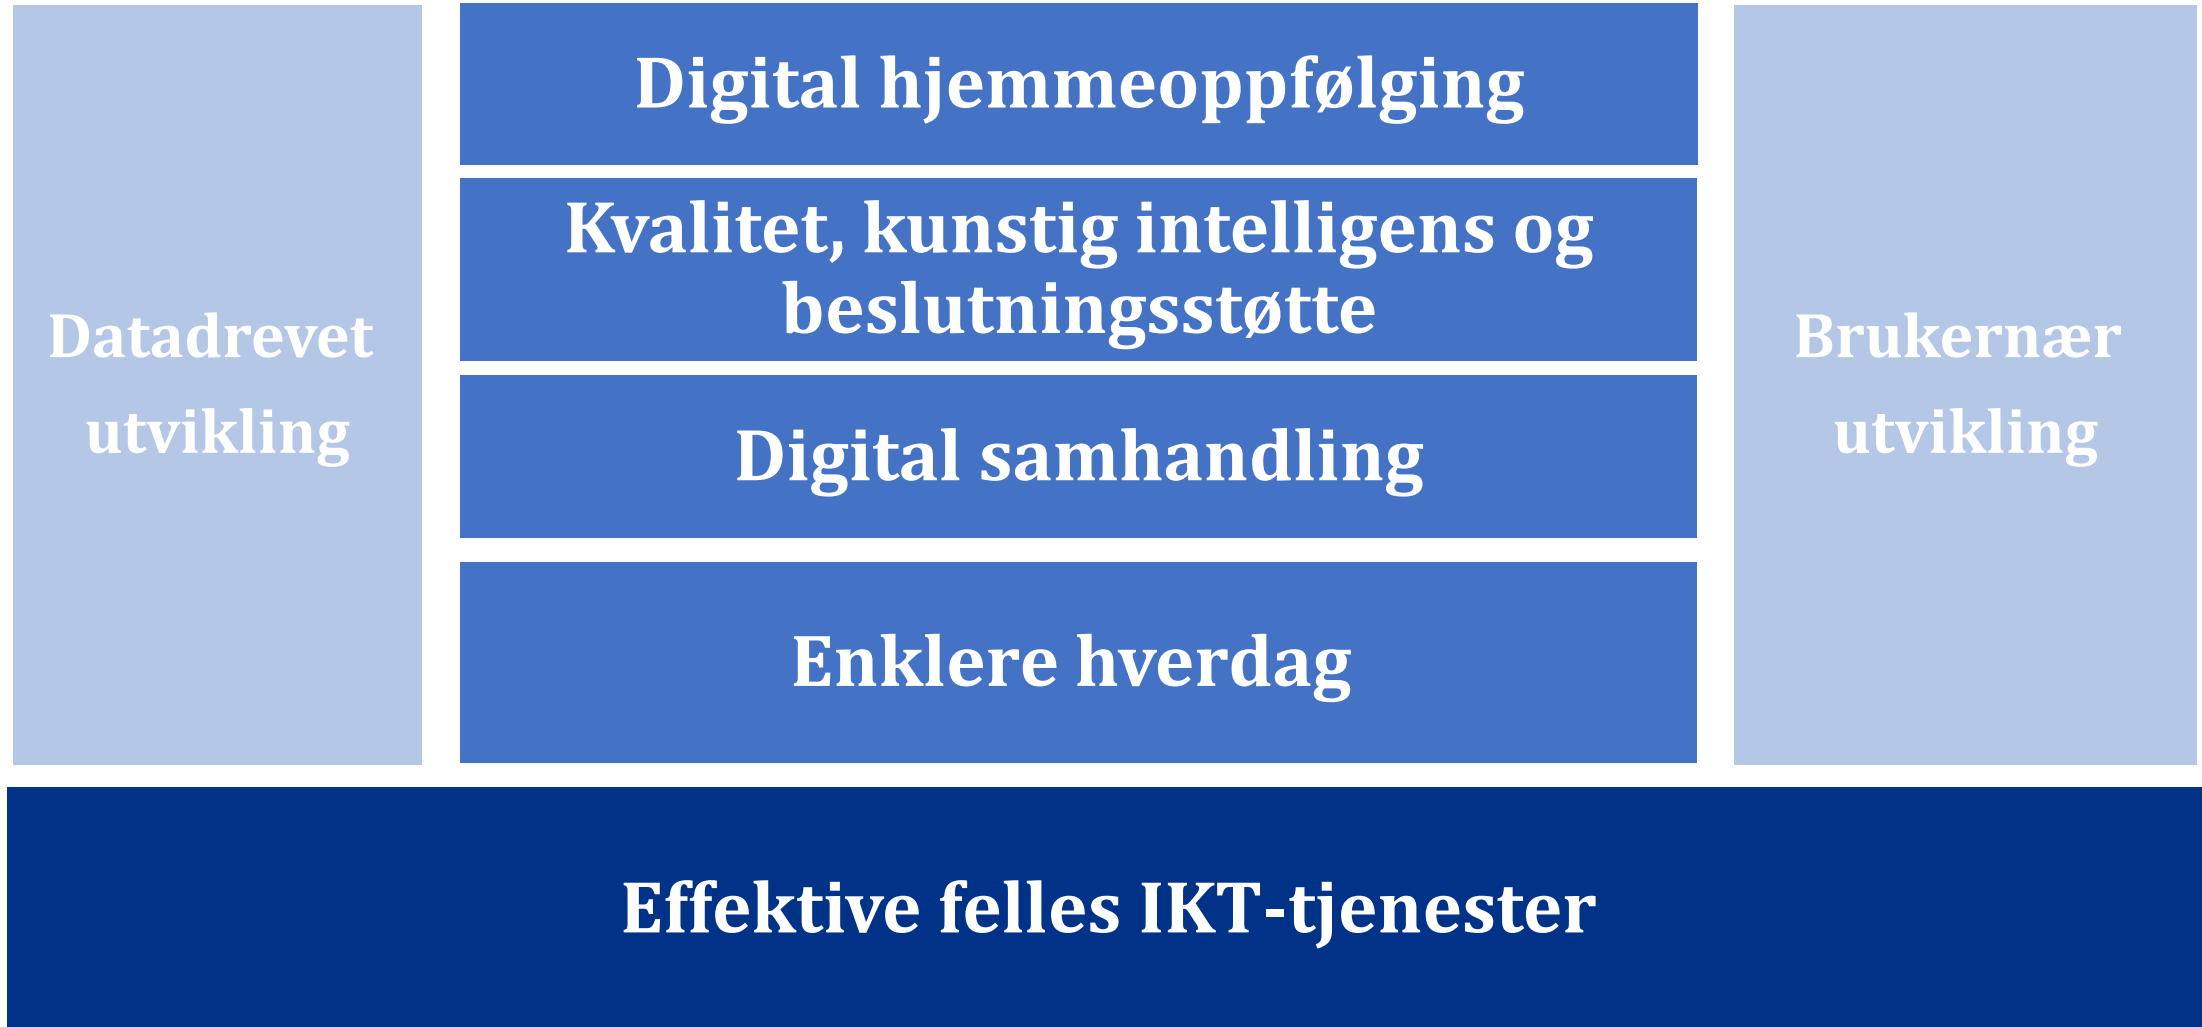 Datadrevet
utvikling
Digital hjemmeoppfølging
Kvalitet, kunstig intelligens og
beslutningsstøtte
Digital samhandling
Enklere hverdag
Brukernær
utvikling
Effektive felles IKT-tjenester